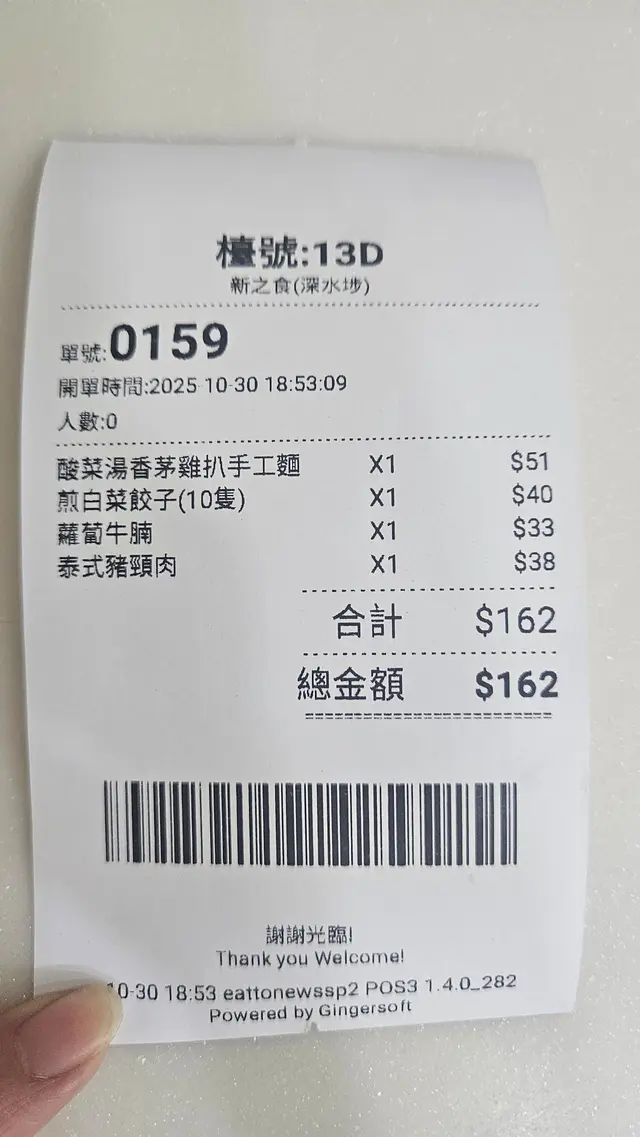 檯號:13D
新之食(深水埗)
單號:0159
開單時間:2025-10-30 18:53:09
人數:0
酸菜湯香茅雞扒手工麵 X1 $51
煎白菜餃子(10隻) X1 $40
蘿蔔牛腩 X1 $33
泰式豬頸肉 X1 $38
合計 $162
總金額 $162
謝謝光臨!
Thank you Welcome!
10-30 18:53 eattonewssp2 POS3 1.4.0_282
Powered by Gingersoft